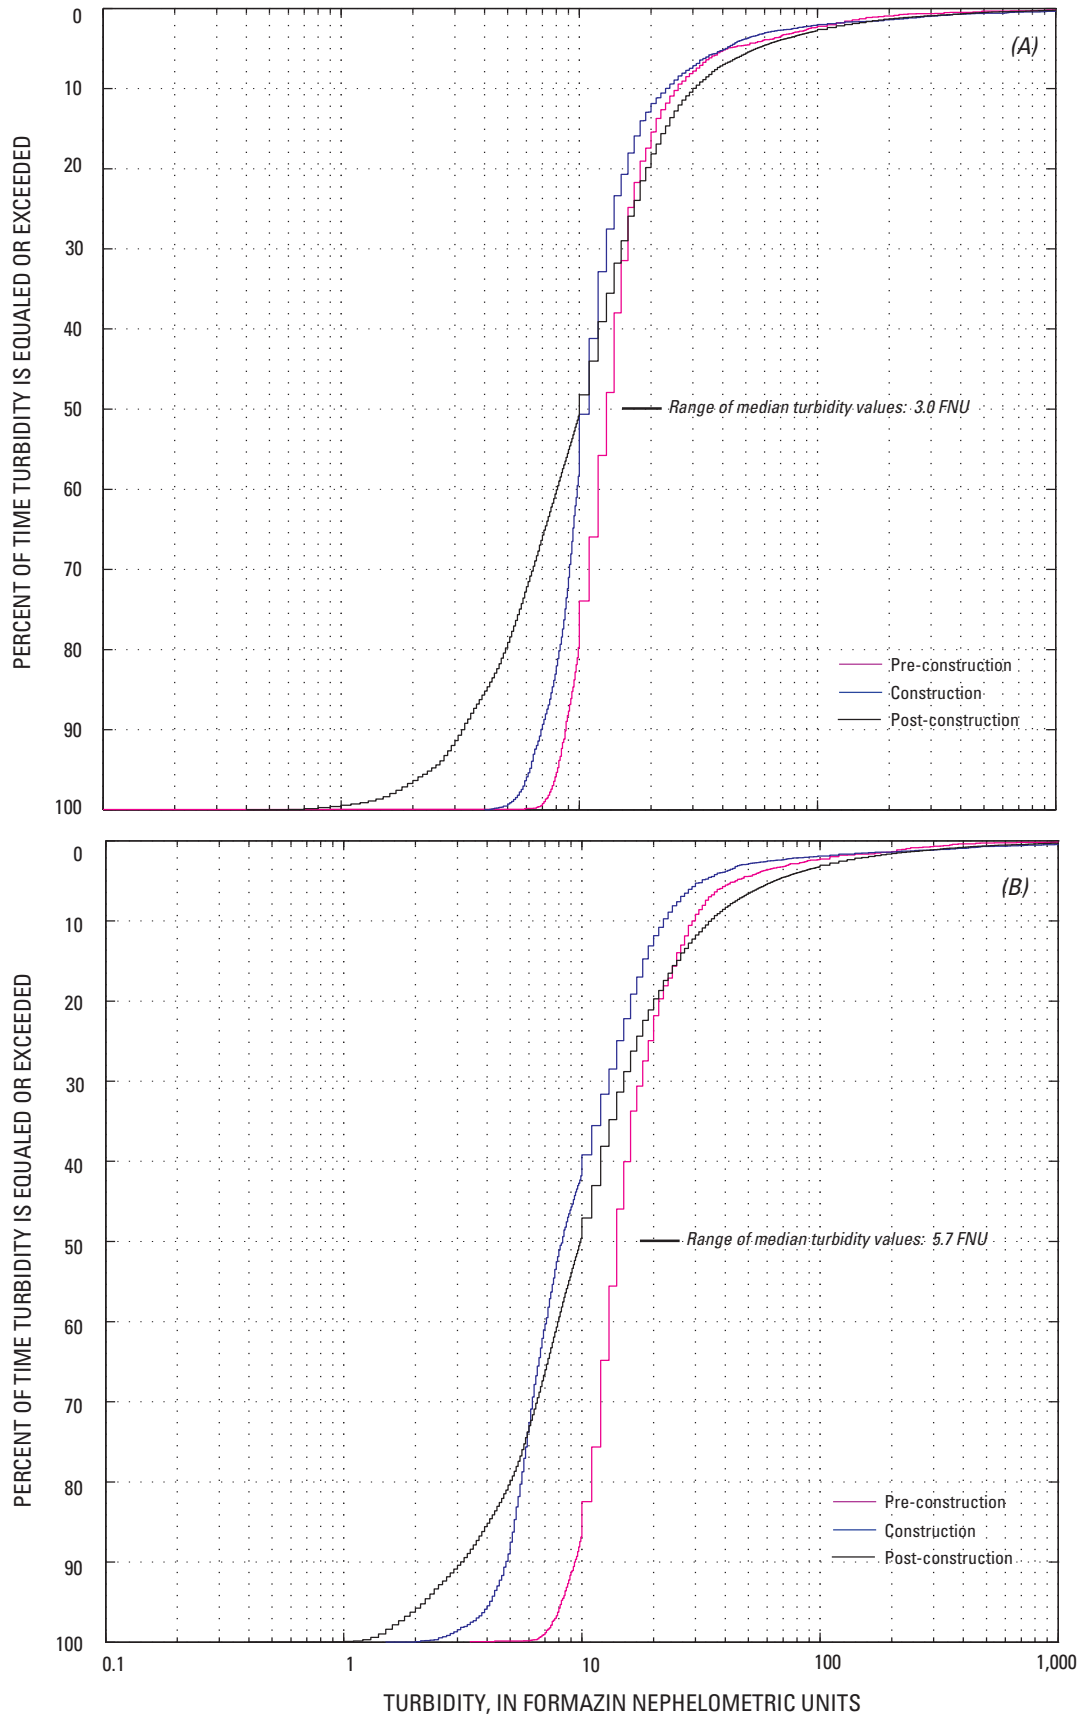 0
10
20
30
40
50
60
70
80
90
100
PERCENT OF TIME TURBIDITY IS EQUALED OR EXCEEDED
(A)
Range of median turbidity values: 3.0 FNU
Pre-construction
Construction
Post-construction
0
10
20
30
40
50
60
70
80
90
100
PERCENT OF TIME TURBIDITY IS EQUALED OR EXCEEDED
(B)
Range of median turbidity values: 5.7 FNU
Pre-construction
Construction
Post-construction
0.1 1 10 100 1,000
TURBIDITY, IN FORMAZIN NEPHELOMETRIC UNITS